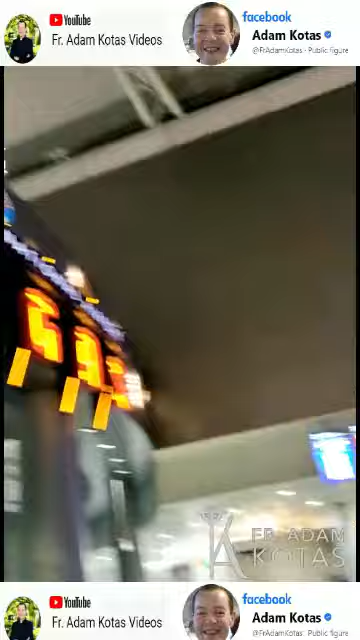 YouTube
Fr. Adam Kotas Videos
facebook
Adam Kotas
@FrAdamKotas · Public figure
FR. ADAM
KOTAS
YouTube
Fr. Adam Kotas Videos
facebook
Adam Kotas
@FrAdamKotas · Public figure